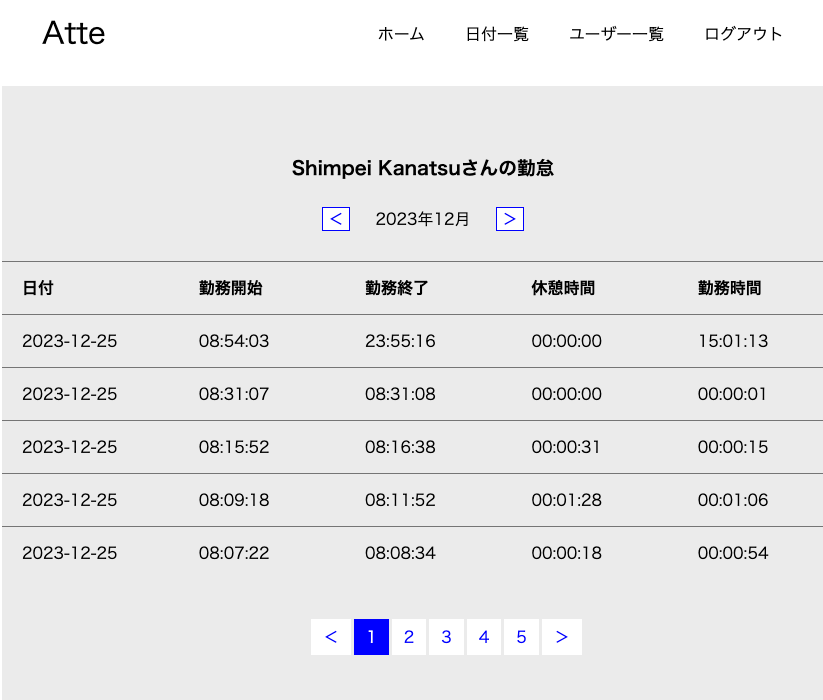 Atte ホーム 日付一覧 ユーザー一覧 ログアウト
Shimpei Kanatsuさんの勤怠
< 2023年12月 >
日付 勤務開始 勤務終了 休憩時間 勤務時間
2023-12-25 08:54:03 23:55:16 00:00:00 15:01:13
2023-12-25 08:31:07 08:31:08 00:00:00 00:00:01
2023-12-25 08:15:52 08:16:38 00:00:31 00:00:15
2023-12-25 08:09:18 08:11:52 00:01:28 00:01:06
2023-12-25 08:07:22 08:08:34 00:00:18 00:00:54
< 1 2 3 4 5 >